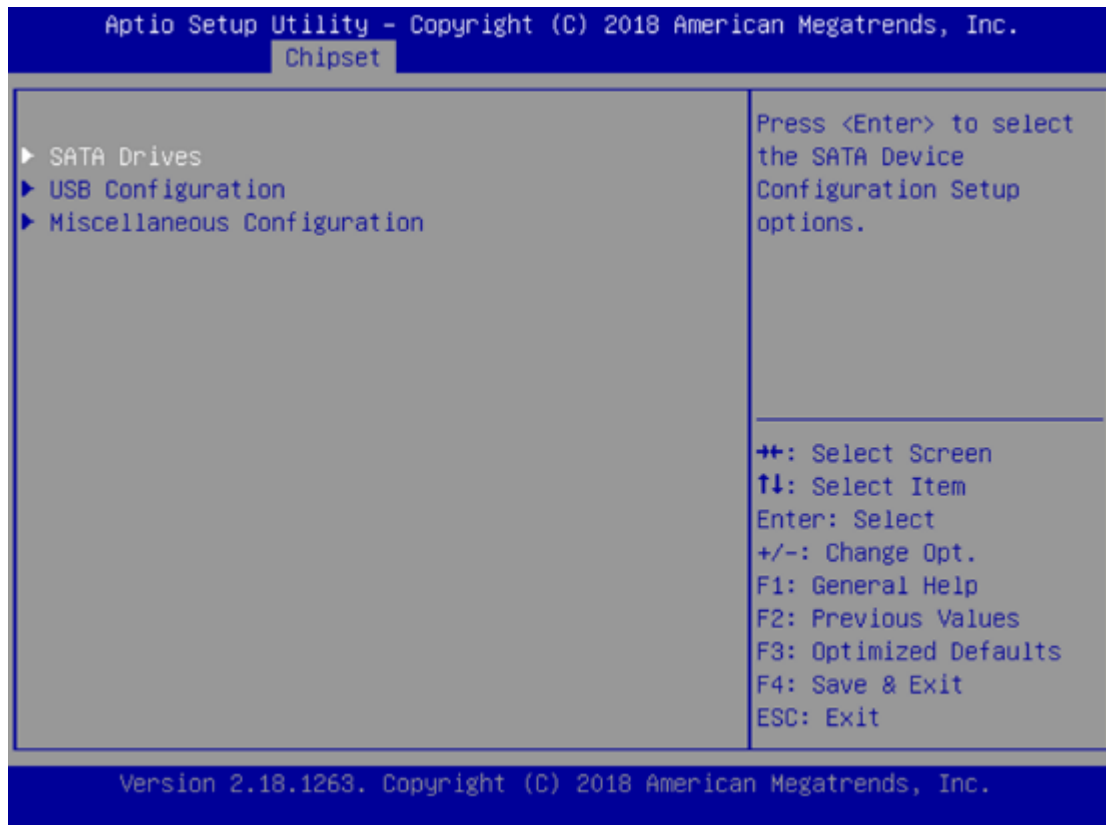 Aptio Setup Utility – Copyright (C) 2018 American Megatrends, Inc.
Chipset
► SATA Drives
► USB Configuration
► Miscellaneous Configuration
Press <Enter> to select
the SATA Device
Configuration Setup
options.
→←: Select Screen
↑↓: Select Item
Enter: Select
+/-: Change Opt.
F1: General Help
F2: Previous Values
F3: Optimized Defaults
F4: Save & Exit
ESC: Exit
Version 2.18.1263. Copyright (C) 2018 American Megatrends, Inc.